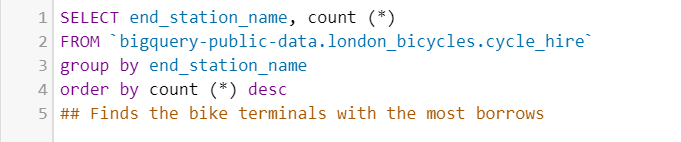 1 SELECT end_station_name, count (*)
2 FROM `bigquery-public-data.london_bicycles.cycle_hire`
3 group by end_station_name
4 order by count (*) desc
5 ## Finds the bike terminals with the most borrows